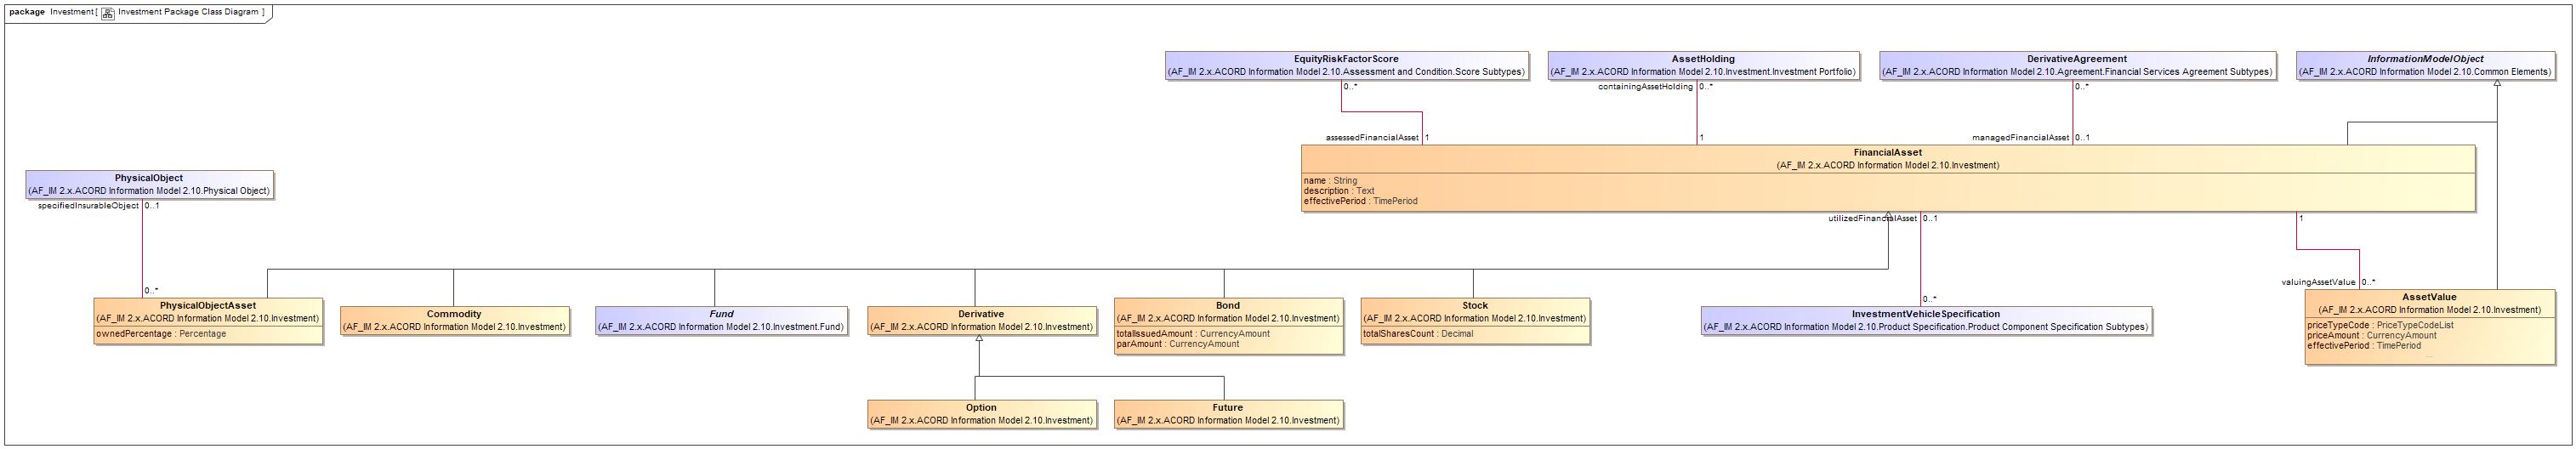 package Investment [ Investment Package Class Diagram ]
EquityRiskFactorScore
(AF_IM 2.x.ACORD Information Model 2.10.Assessment and Condition.Score Subtypes)
AssetHolding
(AF_IM 2.x.ACORD Information Model 2.10.Investment.Investment Portfolio)
DerivativeAgreement
(AF_IM 2.x.ACORD Information Model 2.10.Agreement.Financial Services Agreement Subtypes)
InformationModelObject
(AF_IM 2.x.ACORD Information Model 2.10.Common Elements)
0..*
containingAssetHolding 0..*
0..*
assessedFinancialAsset 1
1
managedFinancialAsset 0..1
FinancialAsset
(AF_IM 2.x.ACORD Information Model 2.10.Investment)
name : String
description : Text
effectivePeriod : TimePeriod
PhysicalObject
(AF_IM 2.x.ACORD Information Model 2.10.Physical Object)
specifiedInsurableObject 0..1
utilizedFinancialAsset 0..1
1
0..*
0..*
valuingAssetValue 0..*
PhysicalObjectAsset
(AF_IM 2.x.ACORD Information Model 2.10.Investment)
ownedPercentage : Percentage
Commodity
(AF_IM 2.x.ACORD Information Model 2.10.Investment)
Fund
(AF_IM 2.x.ACORD Information Model 2.10.Investment.Fund)
Derivative
(AF_IM 2.x.ACORD Information Model 2.10.Investment)
Bond
(AF_IM 2.x.ACORD Information Model 2.10.Investment)
totalIssuedAmount : CurrencyAmount
parAmount : CurrencyAmount
Stock
(AF_IM 2.x.ACORD Information Model 2.10.Investment)
totalSharesCount : Decimal
InvestmentVehicleSpecification
(AF_IM 2.x.ACORD Information Model 2.10.Product Specification.Product Component Specification Subtypes)
AssetValue
(AF_IM 2.x.ACORD Information Model 2.10.Investment)
priceTypeCode : PriceTypeCodeList
priceAmount : CurrencyAmount
effectivePeriod : TimePeriod
...
Option
(AF_IM 2.x.ACORD Information Model 2.10.Investment)
Future
(AF_IM 2.x.ACORD Information Model 2.10.Investment)